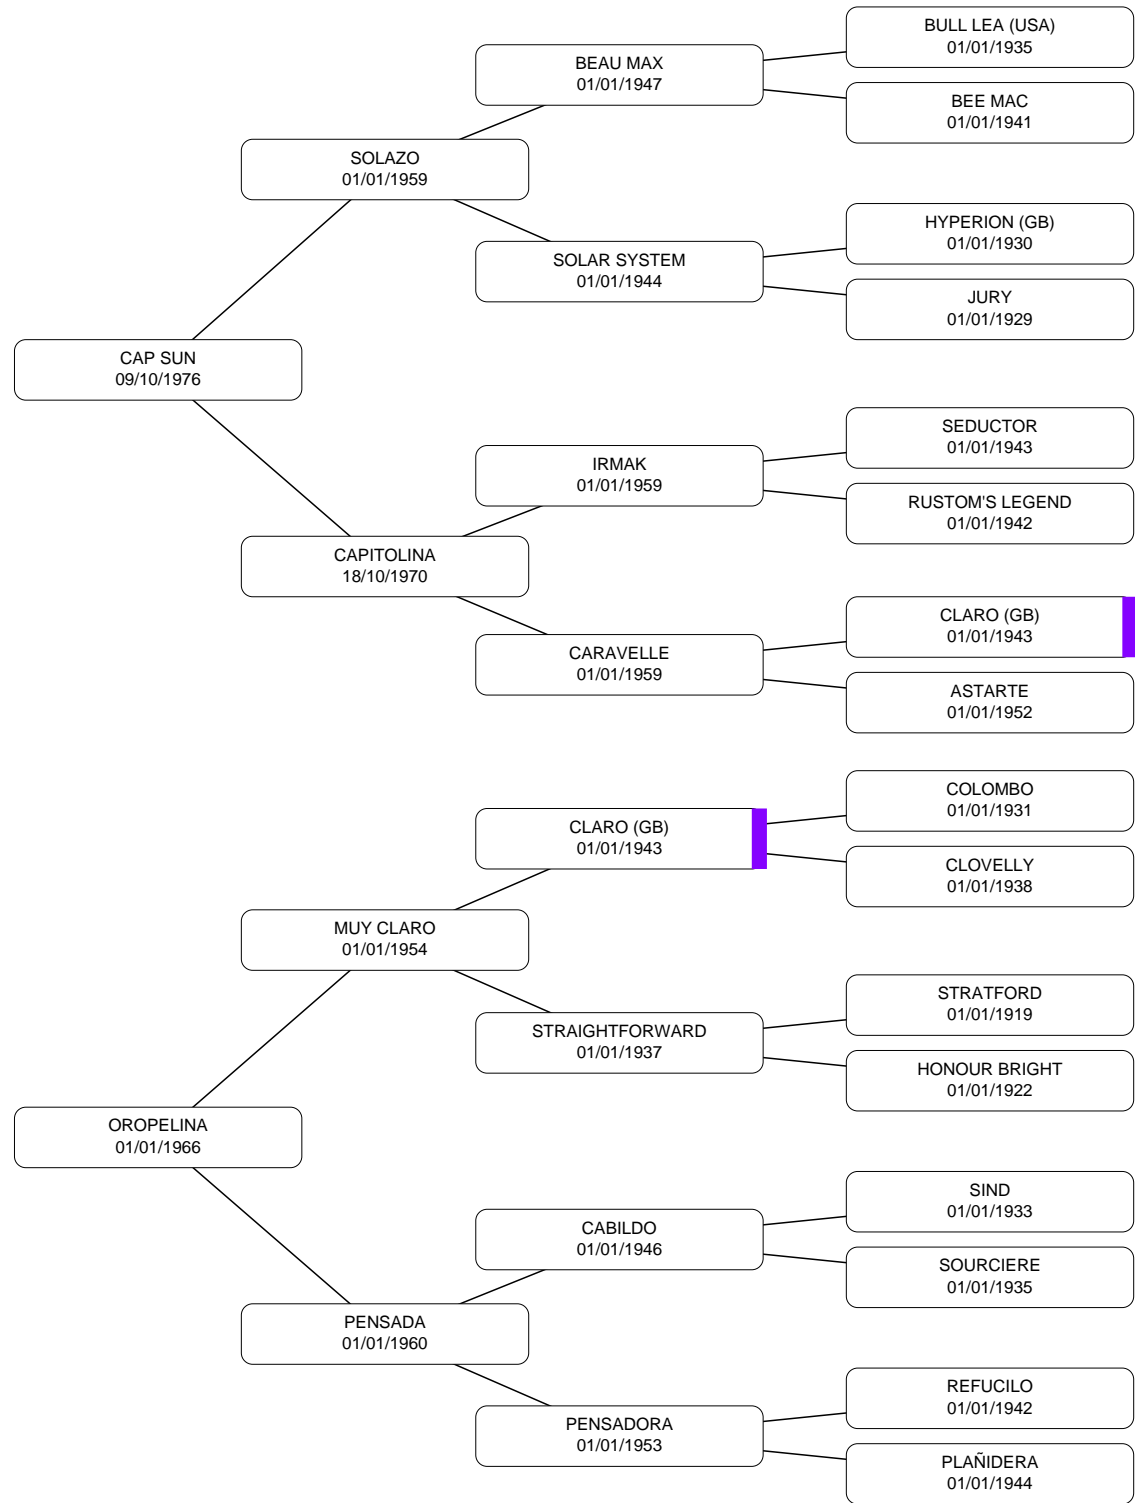 BULL LEA (USA)
01/01/1935
BEAU MAX
01/01/1947
BEE MAC
01/01/1941
SOLAZO
01/01/1959
HYPERION (GB)
01/01/1930
SOLAR SYSTEM
01/01/1944
JURY
01/01/1929
CAP SUN
09/10/1976
SEDUCTOR
01/01/1943
IRMAK
01/01/1959
RUSTOM'S LEGEND
01/01/1942
CAPITOLINA
18/10/1970
CLARO (GB)
01/01/1943
CARAVELLE
01/01/1959
ASTARTE
01/01/1952
COLOMBO
01/01/1931
CLARO (GB)
01/01/1943
CLOVELLY
01/01/1938
MUY CLARO
01/01/1954
STRATFORD
01/01/1919
STRAIGHTFORWARD
01/01/1937
HONOUR BRIGHT
01/01/1922
OROPELINA
01/01/1966
SIND
01/01/1933
CABILDO
01/01/1946
SOURCIERE
01/01/1935
PENSADA
01/01/1960
REFUCILO
01/01/1942
PENSADORA
01/01/1953
PLAÑIDERA
01/01/1944